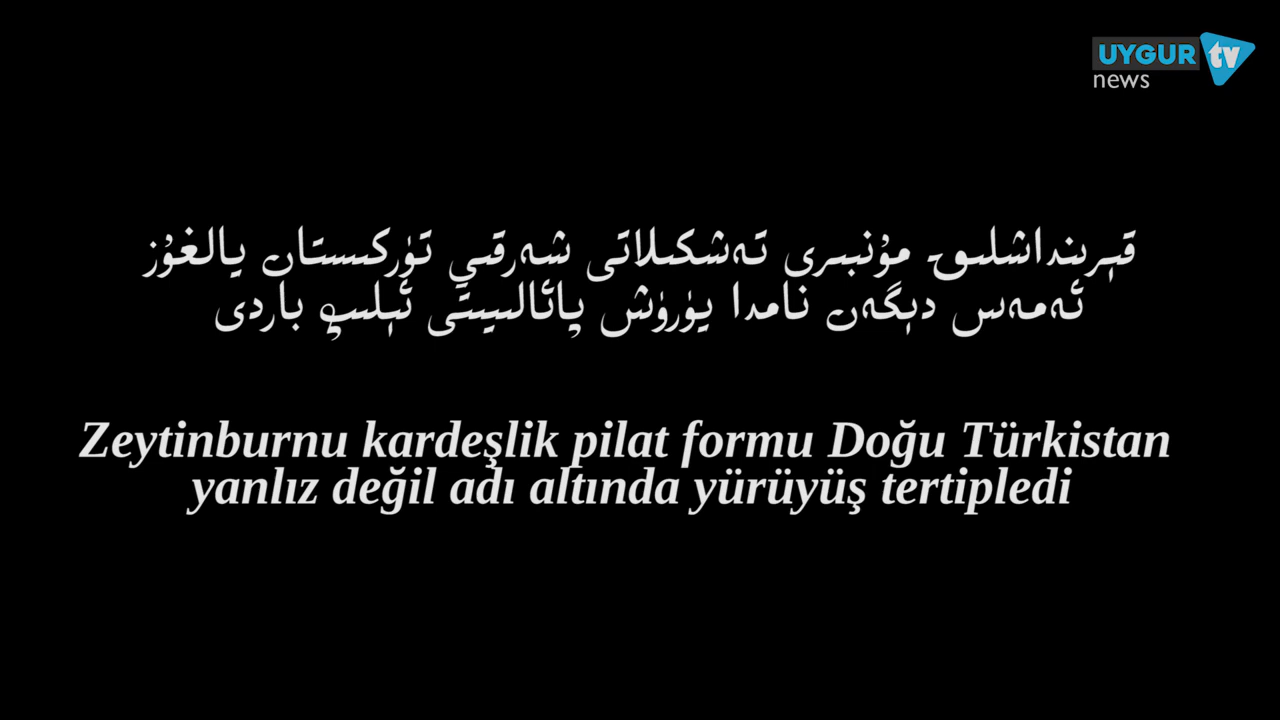 UYGUR tv
news
قېرىنداشلىق مۇنبىرى تەشكىلاتى شەرقىي تۈركىستان يالغۇز
ئەمەس دېگەن نامدا يۈرۈش پائالىيىتى ئېلىپ باردى
Zeytinburnu kardeşlik pilat formu Doğu Türkistan
yanlız değil adı altında yürüyüş tertipledi